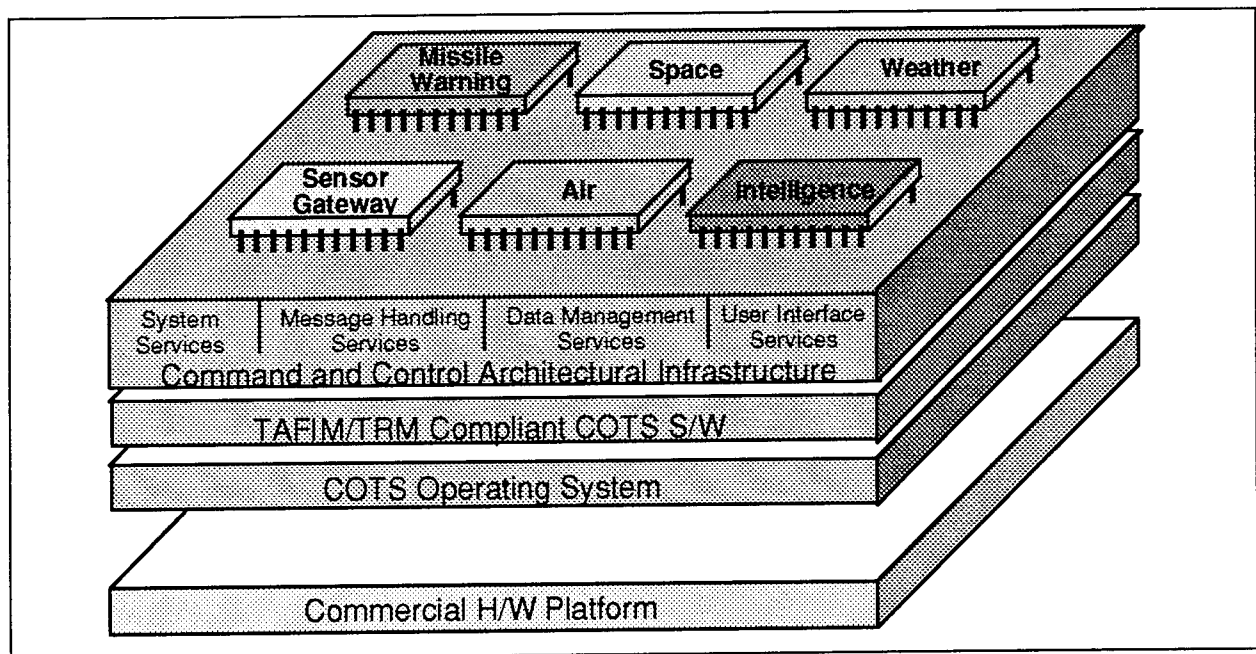 Missile
Warning
Space
Weather
Sensor
Gateway
Air
Intelligence
System
Services
Message Handling
Services
Data Management
Services
User Interface
Services
Command and Control Architectural Infrastructure
TAFIM/TRM Compliant COTS S/W
COTS Operating System
Commercial H/W Platform